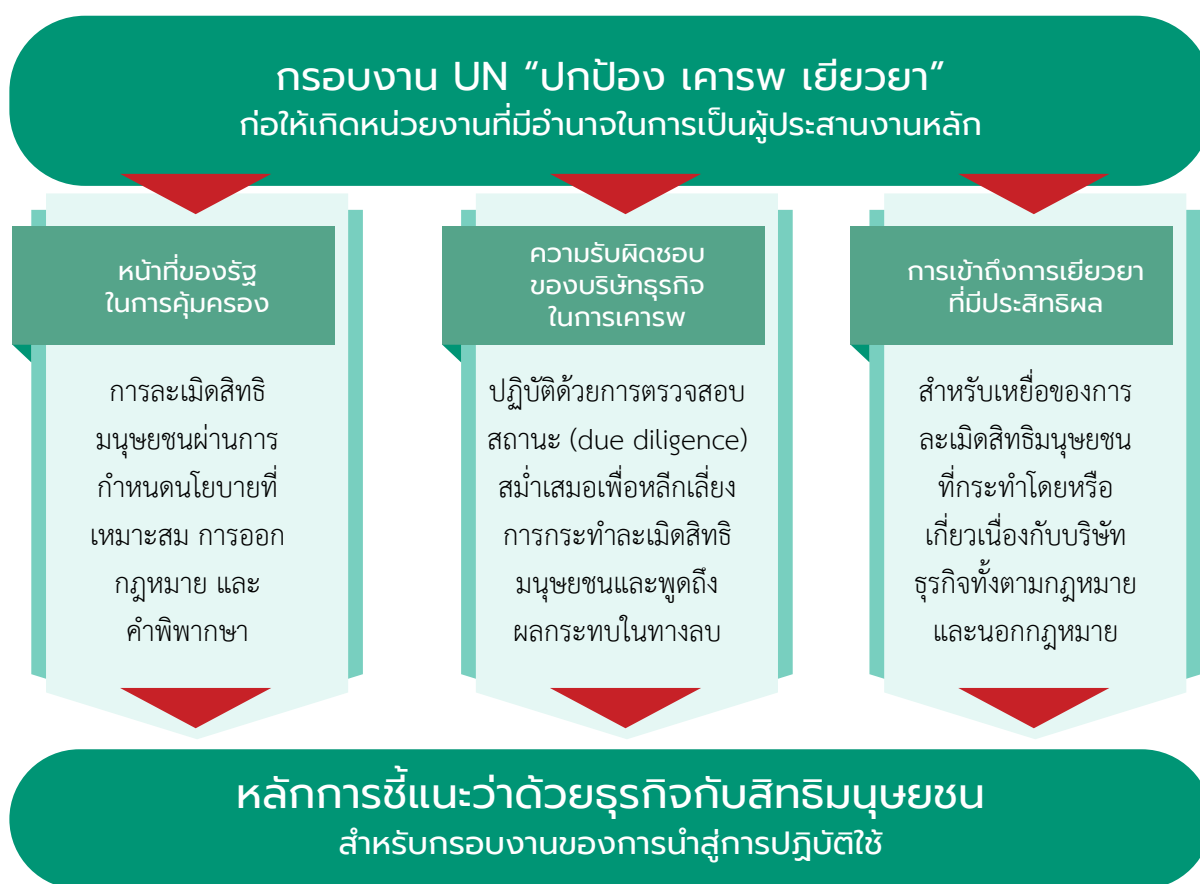 กรอบงาน UN “ปกป้อง เคารพ เยียวยา”
ก่อให้เกิดหน่วยงานที่มีอำนาจในการเป็นผู้ประสานงานหลัก
หน้าที่ของรัฐ
ในการคุ้มครอง
การละเมิดสิทธิ
มนุษยชนผ่านการ
กำหนดนโยบายที่
เหมาะสม การออก
กฎหมาย และ
คำพิพากษา
ความรับผิดชอบ
ของบริษัทธุรกิจ
ในการเคารพ
ปฏิบัติด้วยการตรวจสอบ
สถานะ (due diligence)
สม่ำเสมอเพื่อหลีกเลี่ยง
การกระทำละเมิดสิทธิ
มนุษยชนและพูดถึง
ผลกระทบในทางลบ
การเข้าถึงการเยียวยา
ที่มีประสิทธิผล
สำหรับเหยื่อของการ
ละเมิดสิทธิมนุษยชน
ที่กระทำโดยหรือ
เกี่ยวเนื่องกับบริษัท
ธุรกิจทั้งตามกฎหมาย
และนอกกฎหมาย
หลักการชี้แนะว่าด้วยธุรกิจกับสิทธิมนุษยชน
สำหรับกรอบงานของการนำสู่การปฏิบัติใช้